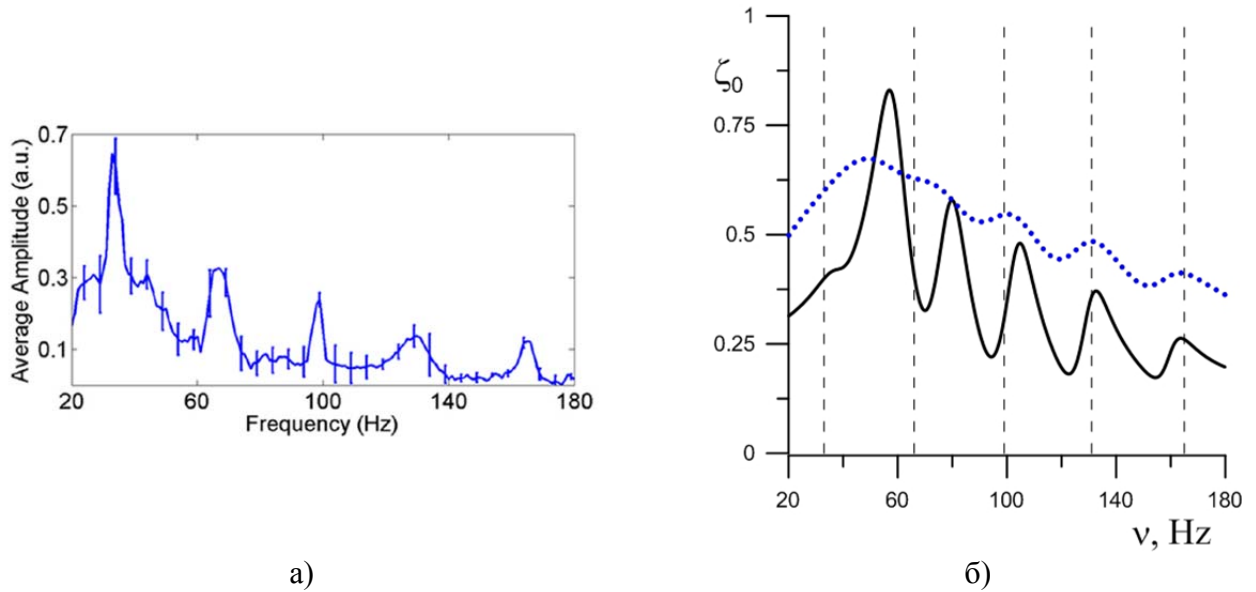 0.7
0.5
0.3
0.1
Average Amplitude (a.u.)
20 60 100 140 180
Frequency (Hz)
а)
1
ζ₀
0.75
0.5
0.25
0
20 60 100 140 180
ν, Hz
б)